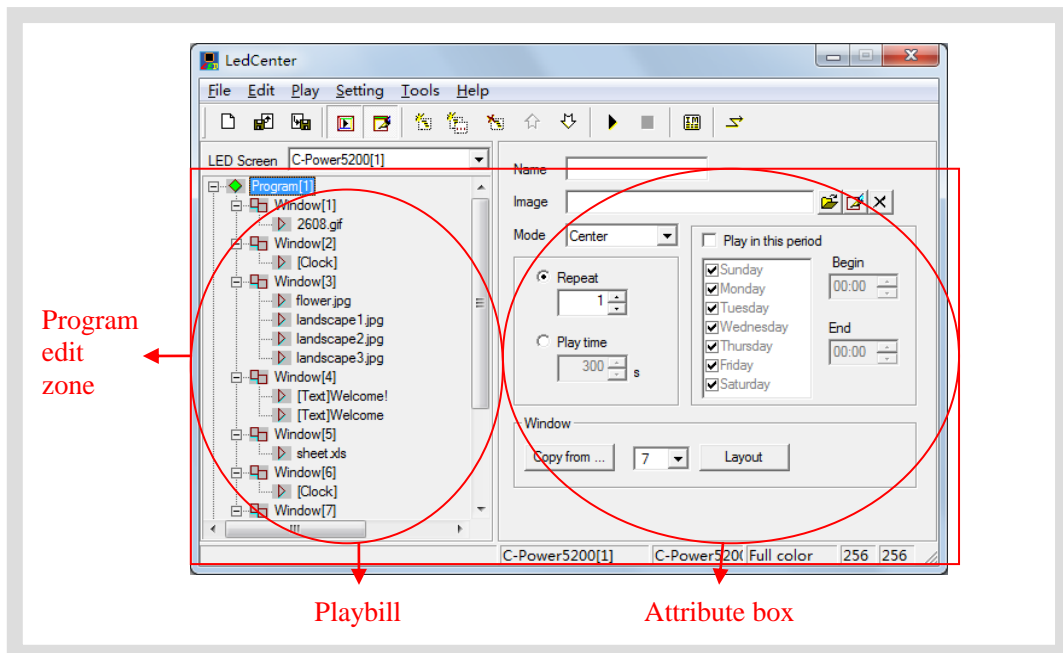 LedCenter
File Edit Play Setting Tools Help
LED Screen C-Power5200[1]
Program[1]
Window[1]
2608.gif
Window[2]
[Clock]
Window[3]
flower.jpg
landscape1.jpg
landscape2.jpg
landscape3.jpg
Window[4]
[Text]Welcome!
[Text]Welcome
Window[5]
sheet.xls
Window[6]
[Clock]
Window[7]
Name
Image
Mode Center
Repeat
1
Play time
300 s
Play in this period
Sunday
Monday
Tuesday
Wednesday
Thursday
Friday
Saturday
Begin
00:00
End
00:00
Window
Copy from ... 7 Layout
C-Power5200[1] C-Power520( Full color 256 256
Program
edit
zone
Playbill
Attribute box